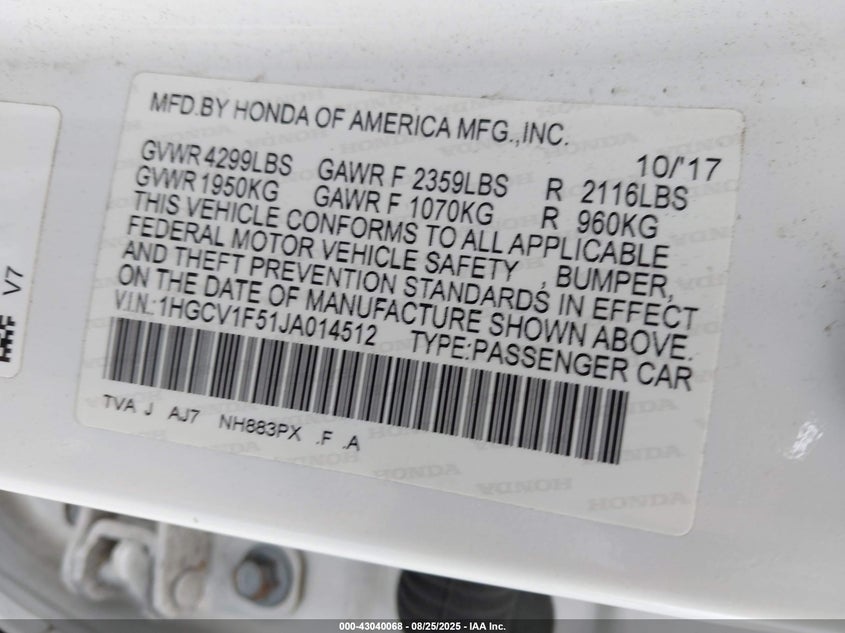 MFD.BY HONDA OF AMERICA MFG.,INC.
10/'17
GVWR 4299LBS GAWR F 2359LBS R 2116LBS
GVWR 1950KG GAWR F 1070KG R 960KG
THIS VEHICLE CONFORMS TO ALL APPLICABLE
FEDERAL MOTOR VEHICLE SAFETY , BUMPER,
AND THEFT PREVENTION STANDARDS IN EFFECT
ON THE DATE OF MANUFACTURE SHOWN ABOVE.
V.I.N.:1HGCV1F51JA014512 TYPE:PASSENGER CAR
TVA J AJ7 NH883PX .F .A
V7
000-43040068 - 08/25/2025 - IAA Inc.